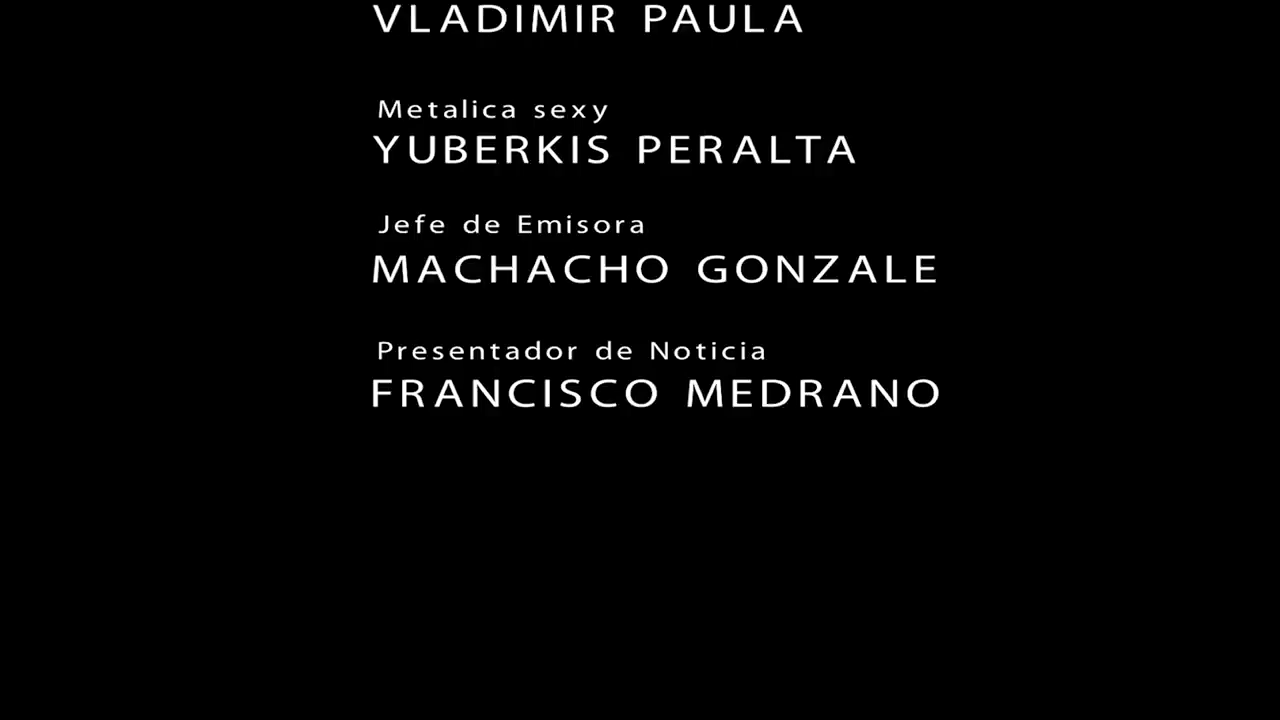 VLADIMIR PAULA
Metalica sexy
YUBERKIS PERALTA
Jefe de Emisora
MACHACHO GONZALE
Presentador de Noticia
FRANCISCO MEDRANO